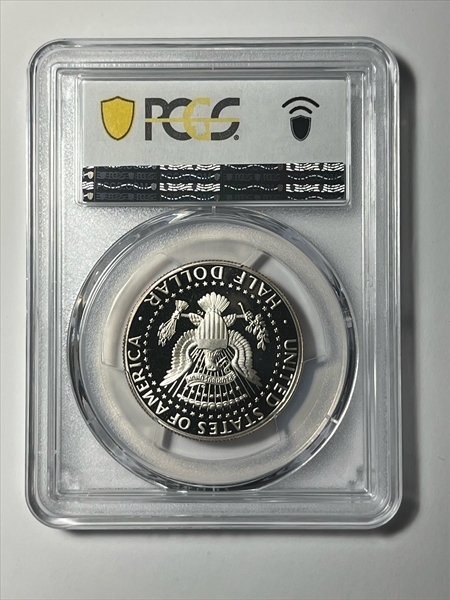 PCGS
UNITED STATES OF AMERICA
HALF DOLLAR